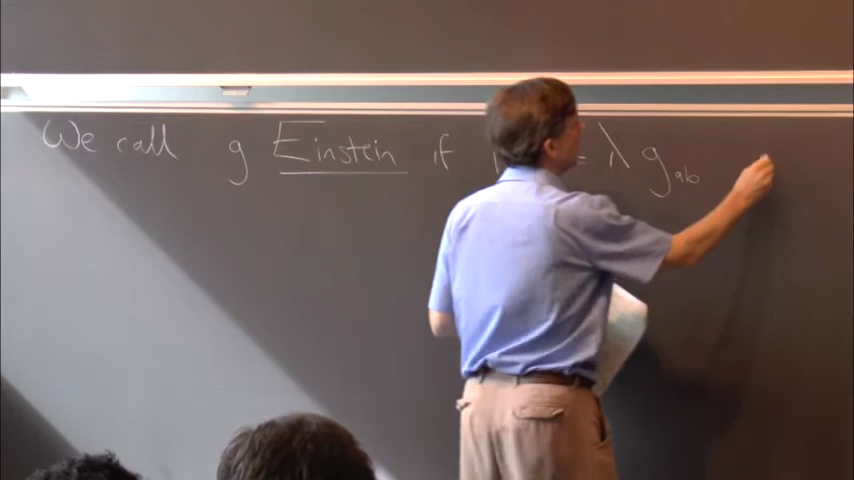 We call g Einstein if = λ g_ab